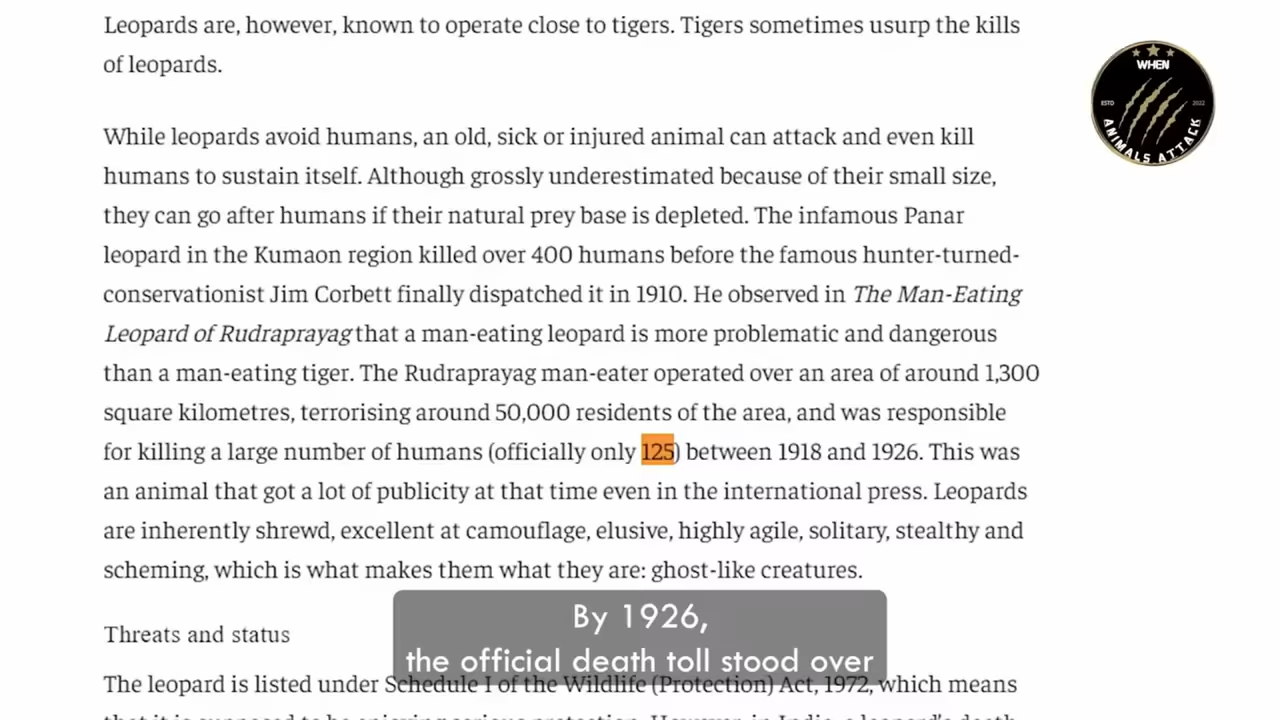 Leopards are, however, known to operate close to tigers. Tigers sometimes usurp the kills
of leopards.
WHEN
ESTD 2022
ANIMALS ATTACK
While leopards avoid humans, an old, sick or injured animal can attack and even kill
humans to sustain itself. Although grossly underestimated because of their small size,
they can go after humans if their natural prey base is depleted. The infamous Panar
leopard in the Kumaon region killed over 400 humans before the famous hunter-turned-
conservationist Jim Corbett finally dispatched it in 1910. He observed in The Man-Eating
Leopard of Rudraprayag that a man-eating leopard is more problematic and dangerous
than a man-eating tiger. The Rudraprayag man-eater operated over an area of around 1,300
square kilometres, terrorising around 50,000 residents of the area, and was responsible
for killing a large number of humans (officially only 125) between 1918 and 1926. This was
an animal that got a lot of publicity at that time even in the international press. Leopards
are inherently shrewd, excellent at camouflage, elusive, highly agile, solitary, stealthy and
scheming, which is what makes them what they are: ghost-like creatures.
By 1926,
the official death toll stood over
Threats and status
The leopard is listed under Schedule I of the Wildlife (Protection) Act, 1972, which means